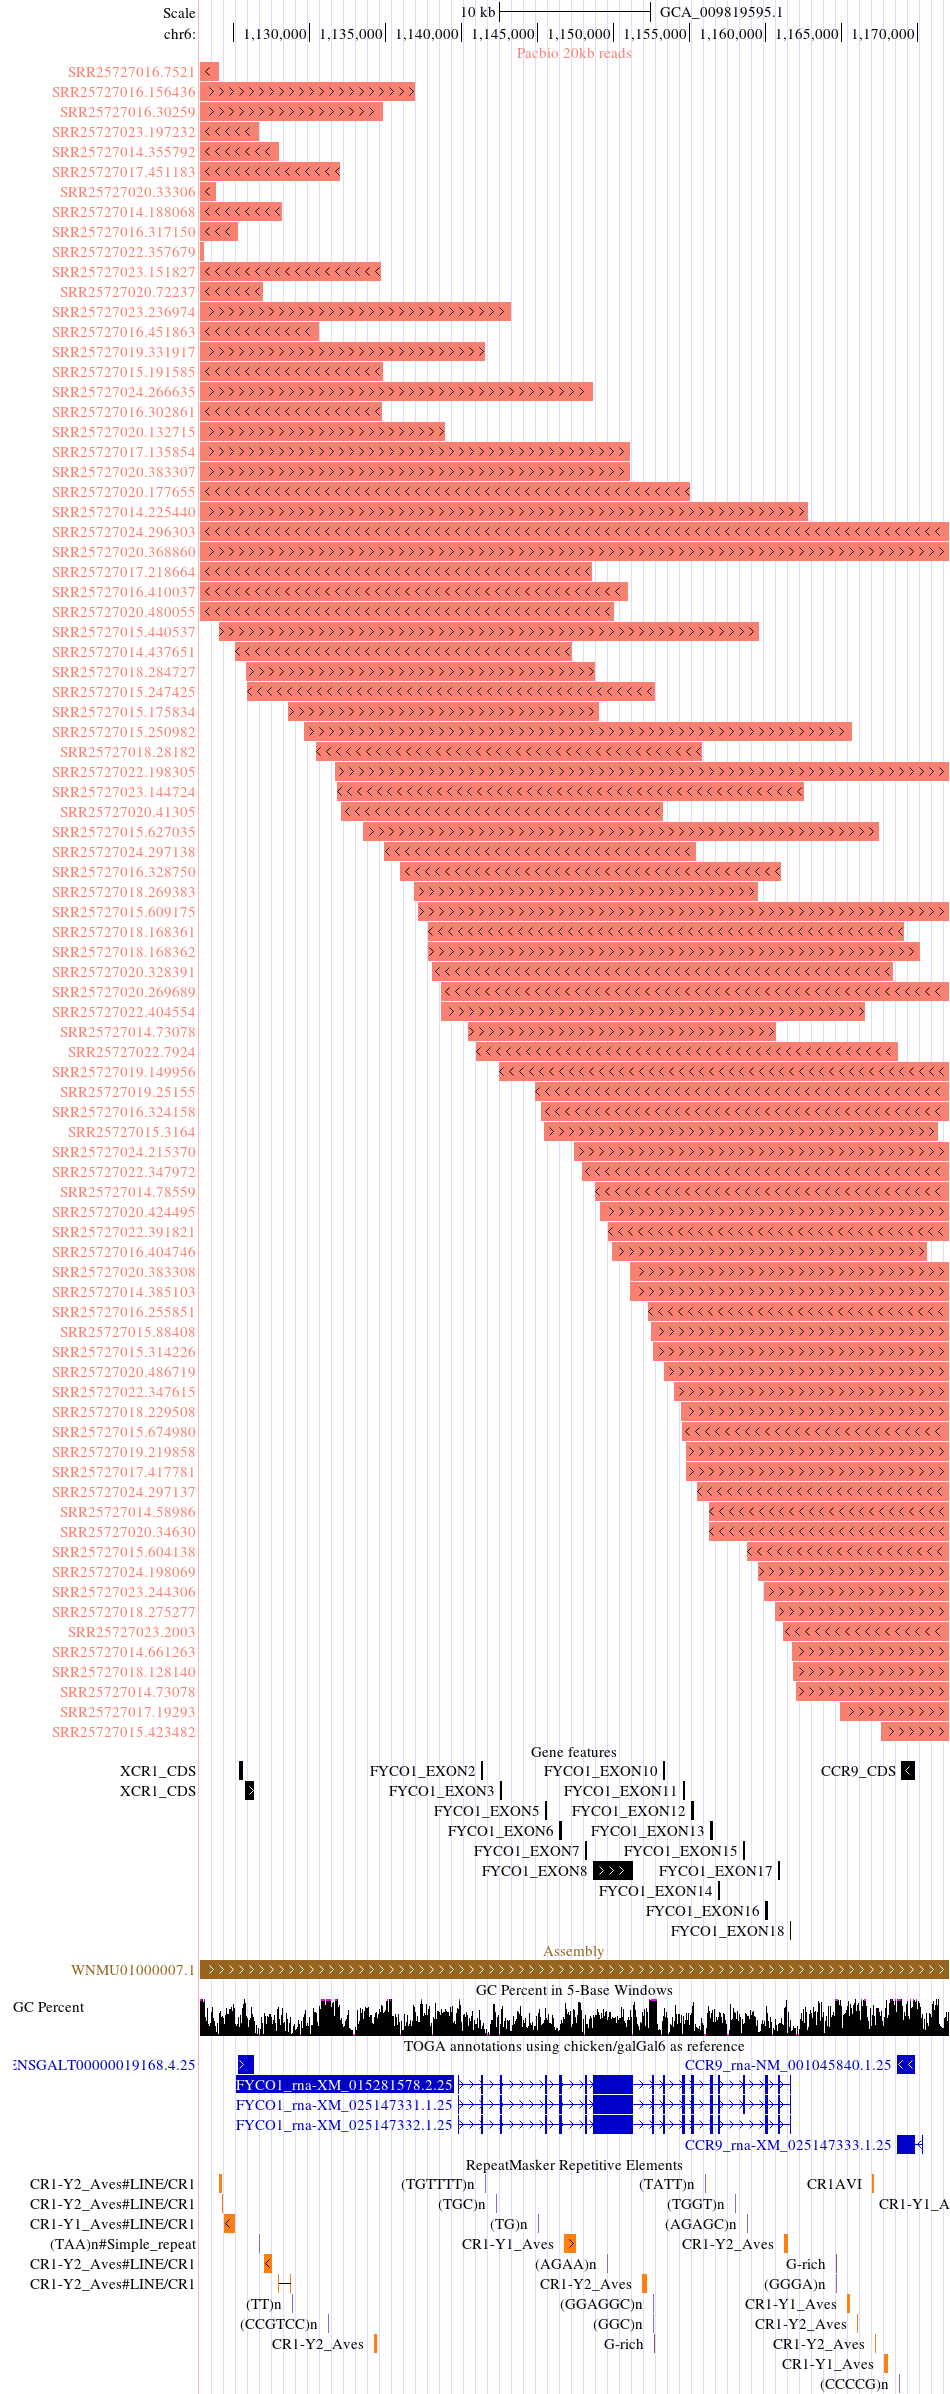 Scale 10 kb GCA_009819595.1
chr6: 1,130,000 1,135,000 1,140,000 1,145,000 1,150,000 1,155,000 1,160,000 1,165,000 1,170,000
Pacbio 20kb reads
SRR25727016.7521
SRR25727016.156436
SRR25727016.30259
SRR25727023.197232
SRR25727014.355792
SRR25727017.451183
SRR25727020.33306
SRR25727014.188068
SRR25727016.317150
SRR25727022.357679
SRR25727023.151827
SRR25727020.72237
SRR25727023.236974
SRR25727016.451863
SRR25727019.331917
SRR25727015.191585
SRR25727024.266635
SRR25727016.302861
SRR25727020.132715
SRR25727017.135854
SRR25727020.383307
SRR25727020.177655
SRR25727014.225440
SRR25727024.296303
SRR25727020.368860
SRR25727017.218664
SRR25727016.410037
SRR25727020.480055
SRR25727015.440537
SRR25727014.437651
SRR25727018.284727
SRR25727015.247425
SRR25727015.175834
SRR25727015.250982
SRR25727018.28182
SRR25727022.198305
SRR25727023.144724
SRR25727020.41305
SRR25727015.627035
SRR25727024.297138
SRR25727016.328750
SRR25727018.269383
SRR25727015.609175
SRR25727018.168361
SRR25727018.168362
SRR25727020.328391
SRR25727020.269689
SRR25727022.404554
SRR25727014.73078
SRR25727022.7924
SRR25727019.149956
SRR25727019.25155
SRR25727016.324158
SRR25727015.3164
SRR25727024.215370
SRR25727022.347972
SRR25727014.78559
SRR25727020.424495
SRR25727022.391821
SRR25727016.404746
SRR25727020.383308
SRR25727014.385103
SRR25727016.255851
SRR25727015.88408
SRR25727015.314226
SRR25727020.486719
SRR25727022.347615
SRR25727018.229508
SRR25727015.674980
SRR25727019.219858
SRR25727017.417781
SRR25727024.297137
SRR25727014.58986
SRR25727020.34630
SRR25727015.604138
SRR25727024.198069
SRR25727023.244306
SRR25727018.275277
SRR25727023.2003
SRR25727014.661263
SRR25727018.128140
SRR25727014.73078
SRR25727017.19293
SRR25727015.423482
Gene features
XCR1_CDS FYCO1_EXON2 FYCO1_EXON10 CCR9_CDS
XCR1_CDS FYCO1_EXON3 FYCO1_EXON11
FYCO1_EXON5 FYCO1_EXON12
FYCO1_EXON6 FYCO1_EXON13
FYCO1_EXON7 FYCO1_EXON15
FYCO1_EXON8 FYCO1_EXON17
FYCO1_EXON14
FYCO1_EXON16
FYCO1_EXON18
Assembly
WNMU01000007.1
GC Percent in 5-Base Windows
GC Percent
TOGA annotations using chicken/galGal6 as reference
ENSGALT00000019168.4.25 CCR9_rna-NM_001045840.1.25
FYCO1_rna-XM_015281578.2.25
FYCO1_rna-XM_025147331.1.25
FYCO1_rna-XM_025147332.1.25
CCR9_rna-XM_025147333.1.25
RepeatMasker Repetitive Elements
CR1-Y2_Aves#LINE/CR1 (TGTTTT)n (TATT)n CR1AVI
CR1-Y2_Aves#LINE/CR1 (TGC)n (TGGT)n CR1-Y1_A
CR1-Y1_Aves#LINE/CR1 (TG)n (AGAGC)n
(TAA)n#Simple_repeat CR1-Y1_Aves CR1-Y2_Aves
CR1-Y2_Aves#LINE/CR1 (AGAA)n G-rich
CR1-Y2_Aves#LINE/CR1 CR1-Y2_Aves (GGGA)n
(TT)n (GGAGGC)n CR1-Y1_Aves
(CCGTCC)n (GGC)n CR1-Y2_Aves
CR1-Y2_Aves G-rich CR1-Y2_Aves
CR1-Y1_Aves
(CCCCG)n